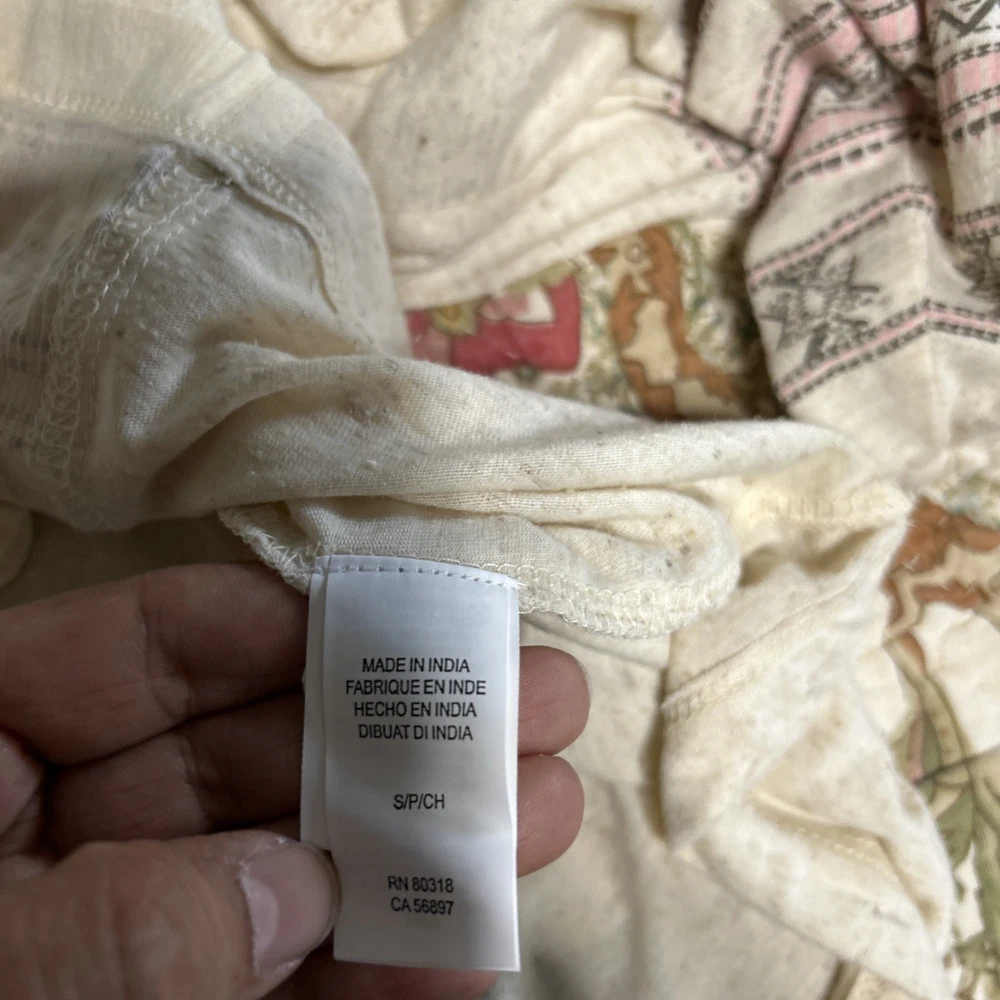 MADE IN INDIA
FABRIQUE EN INDE
HECHO EN INDIA
DIBUAT DI INDIA
S/P/CH
RN 80318
CA 56897